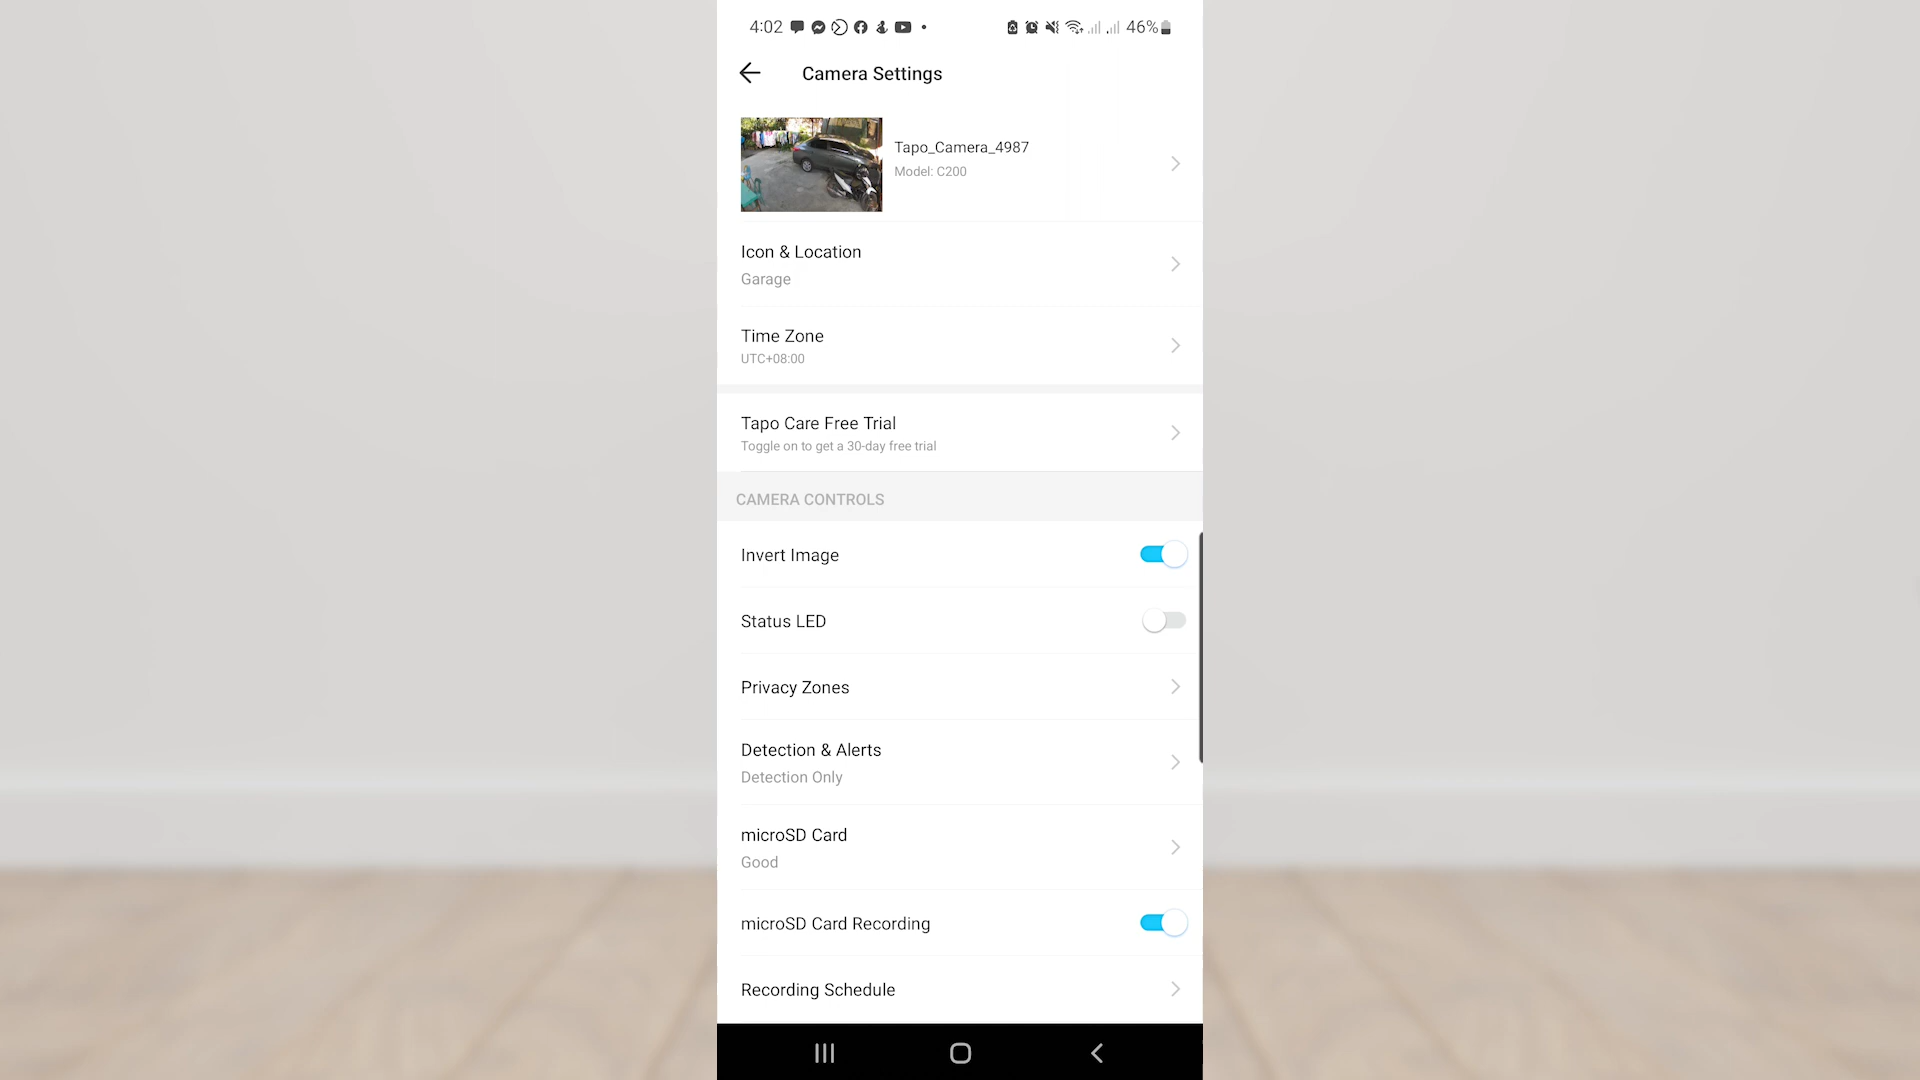 4:02
46%
Camera Settings
Tapo_Camera_4987
Model: C200
Icon & Location
Garage
Time Zone
UTC+08:00
Tapo Care Free Trial
Toggle on to get a 30-day free trial
CAMERA CONTROLS
Invert Image
Status LED
Privacy Zones
Detection & Alerts
Detection Only
microSD Card
Good
microSD Card Recording
Recording Schedule